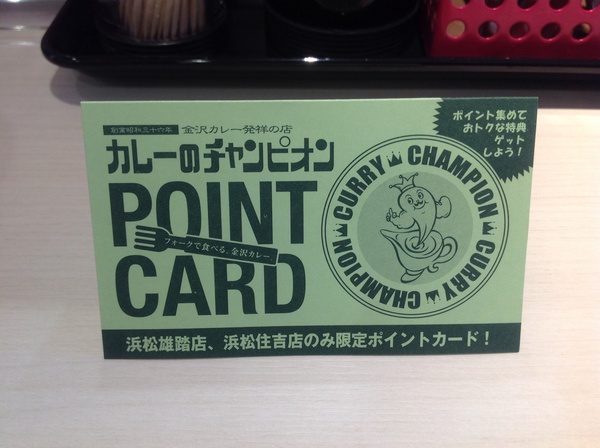 創業昭和三十六年 金沢カレー発祥の店
カレーのチャンピオン
POINT
フォークで食べる。金沢カレー。
CARD
ポイント集めて
おトクな特典
ゲット
しよう！
CURRY CHAMPION CURRY CHAMPION
浜松雄踏店、浜松住吉店のみ限定ポイントカード！